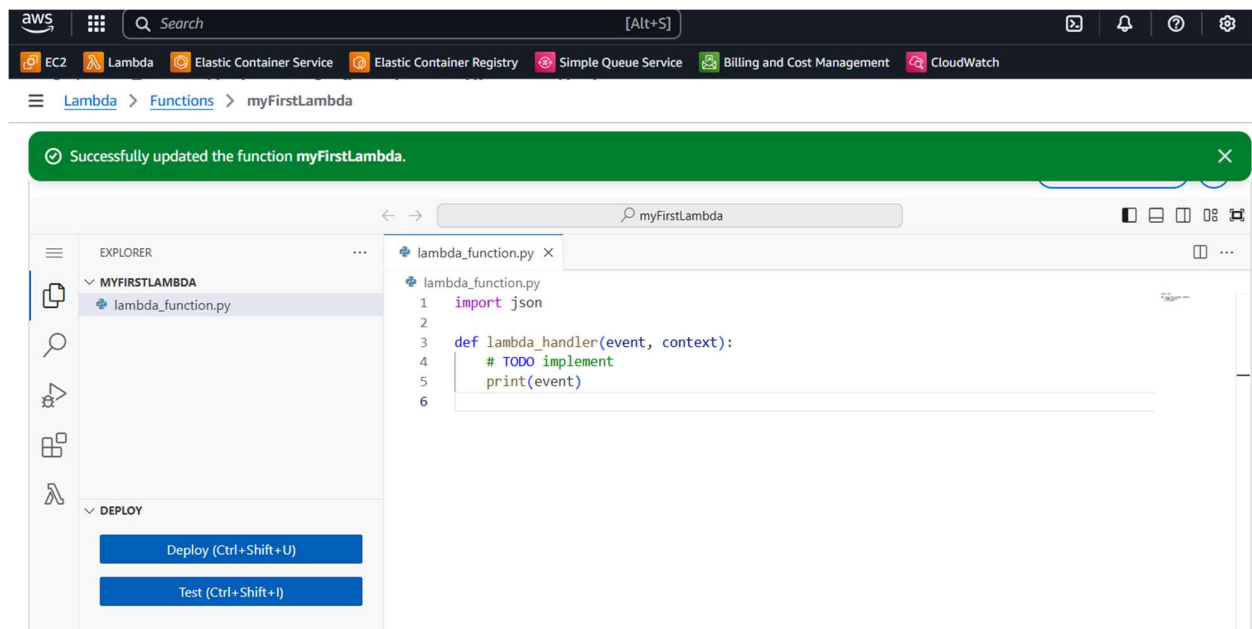 aws
Search [Alt+S]
EC2 Lambda Elastic Container Service Elastic Container Registry Simple Queue Service Billing and Cost Management CloudWatch
Lambda > Functions > myFirstLambda
Successfully updated the function myFirstLambda.
myFirstLambda
EXPLORER ...
MYFIRSTLAMBDA
lambda_function.py
DEPLOY
Deploy (Ctrl+Shift+U)
Test (Ctrl+Shift+I)
lambda_function.py
lambda_function.py
1 import json
2
3 def lambda_handler(event, context):
4 # TODO implement
5 print(event)
6